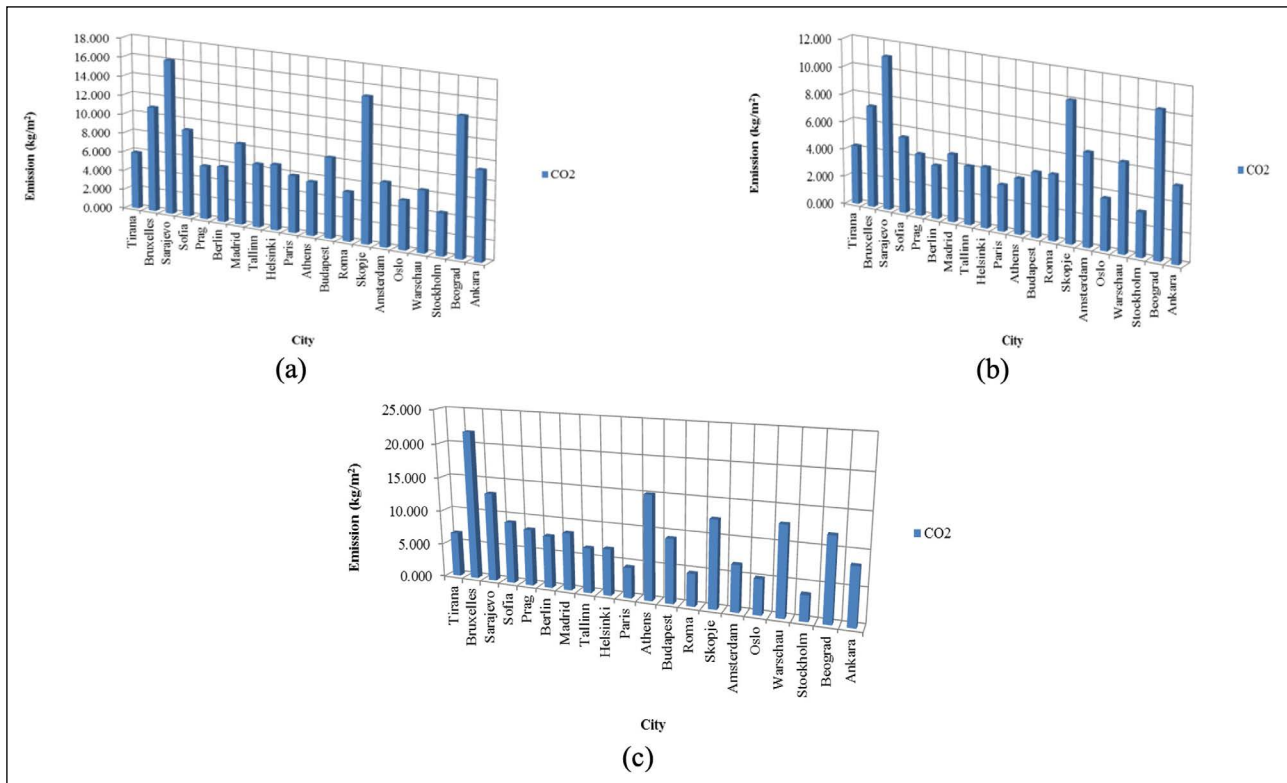 18.000
16.000
14.000
12.000
10.000
8.000
6.000
4.000
2.000
0.000
Emission (kg/m²)
Tirana
Bruxelles
Sarajevo
Sofia
Prag
Berlin
Madrid
Tallinn
Helsinki
Paris
Athens
Budapest
Roma
Skopje
Amsterdam
Oslo
Warschau
Stockholm
Beograd
Ankara
City
CO2
(a)
12.000
10.000
8.000
6.000
4.000
2.000
0.000
Emission (kg/m²)
Tirana
Bruxelles
Sarajevo
Sofia
Prag
Berlin
Madrid
Tallinn
Helsinki
Paris
Athens
Budapest
Roma
Skopje
Amsterdam
Oslo
Warschau
Stockholm
Beograd
Ankara
City
CO2
(b)
25.000
20.000
15.000
10.000
5.000
0.000
Emission (kg/m²)
Tirana
Bruxelles
Sarajevo
Sofia
Prag
Berlin
Madrid
Tallinn
Helsinki
Paris
Athens
Budapest
Roma
Skopje
Amsterdam
Oslo
Warschau
Stockholm
Beograd
Ankara
City
CO2
(c)